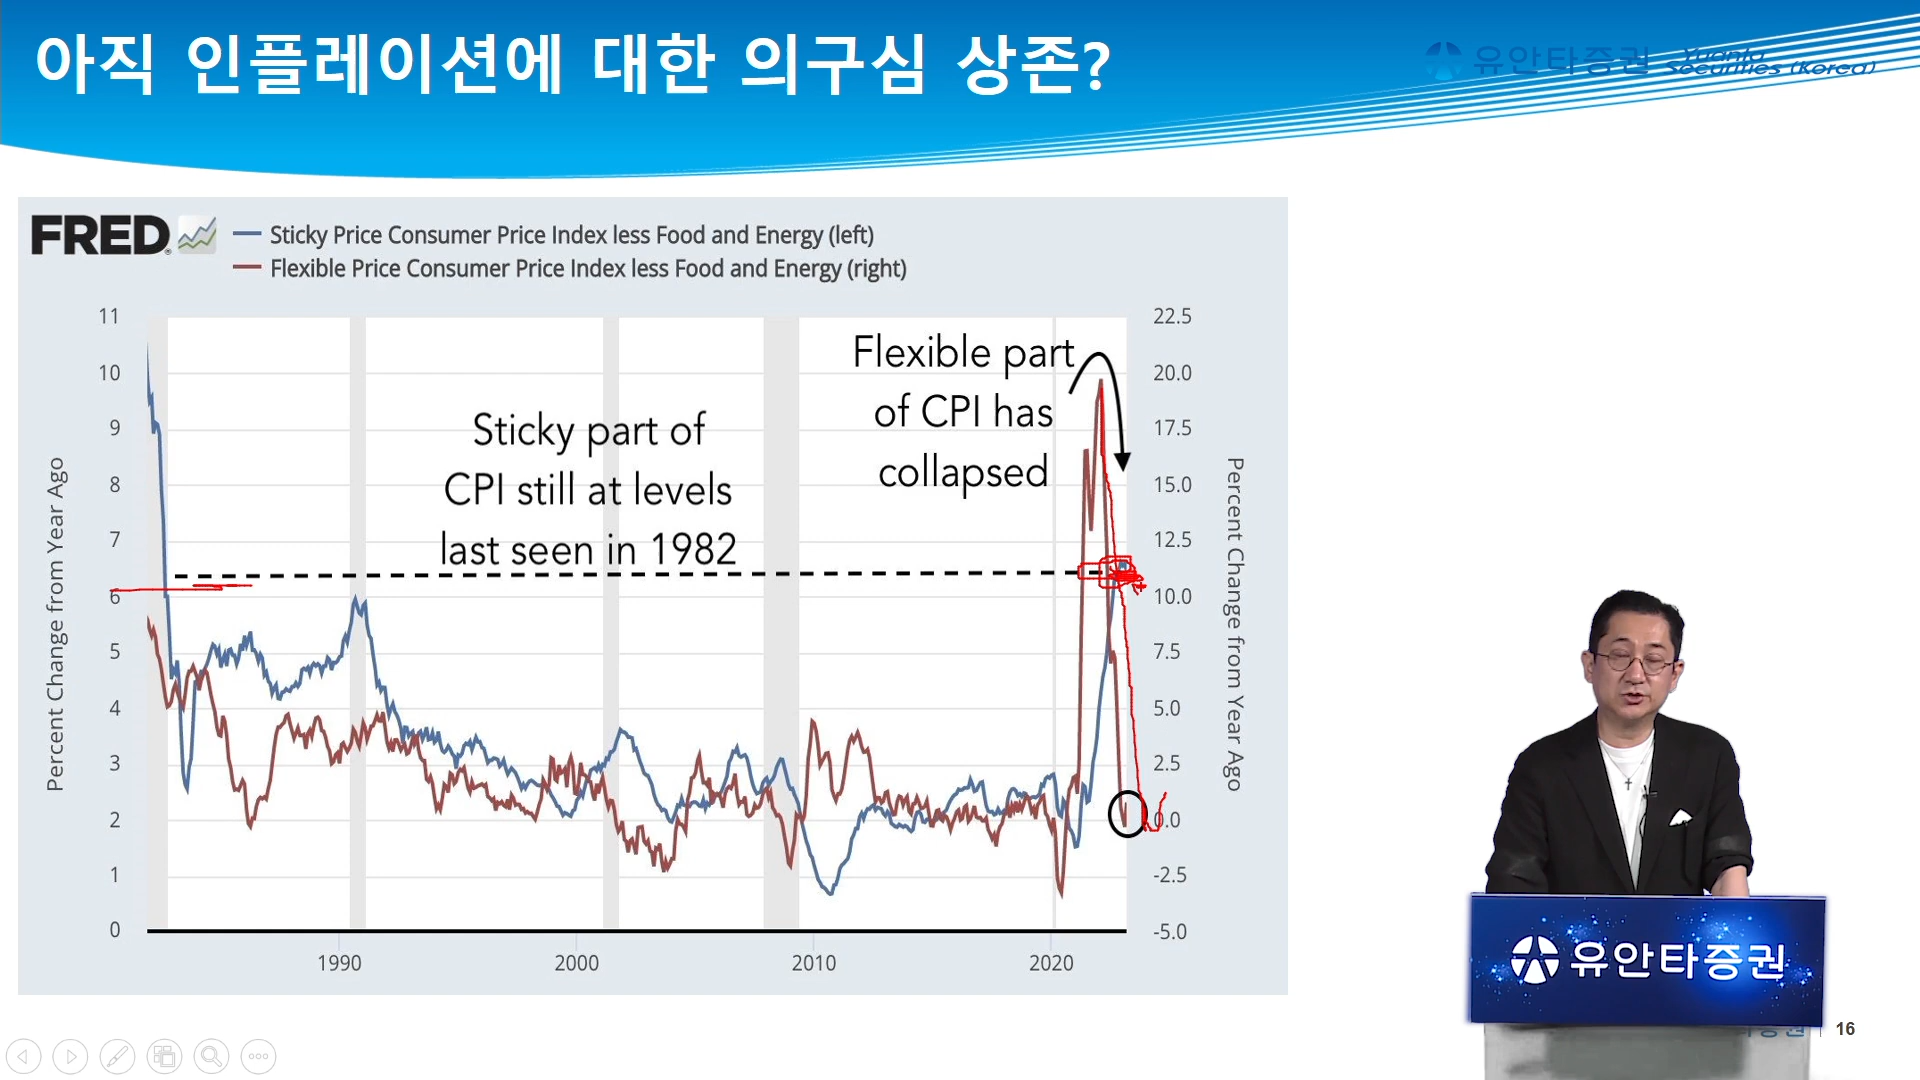 아직 인플레이션에 대한 의구심 상존?
유안타증권 Yuanta Securities (Korea)
FRED
Sticky Price Consumer Price Index less Food and Energy (left)
Flexible Price Consumer Price Index less Food and Energy (right)
Percent Change from Year Ago
11
10
9
8
7
6
5
4
3
2
1
0
Sticky part of
CPI still at levels
last seen in 1982
Flexible part
of CPI has
collapsed
22.5
20.0
17.5
15.0
12.5
10.0
7.5
5.0
2.5
0.0
-2.5
-5.0
Percent Change from Year Ago
1990
2000
2010
2020
유안타증권
16